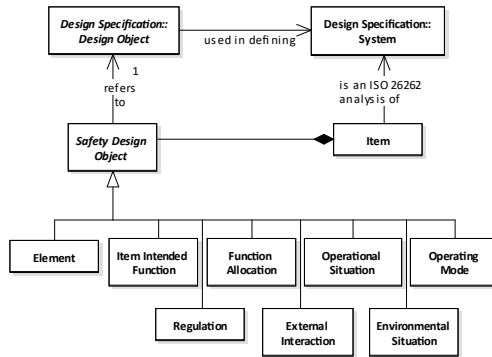 Design Specification::
Design Object
used in defining
Design Specification::
System
1
refers
to
is an ISO 26262
analysis of
Safety Design
Object
Item
Element
Item Intended
Function
Function
Allocation
Operational
Situation
Operating
Mode
Regulation
External
Interaction
Environmental
Situation